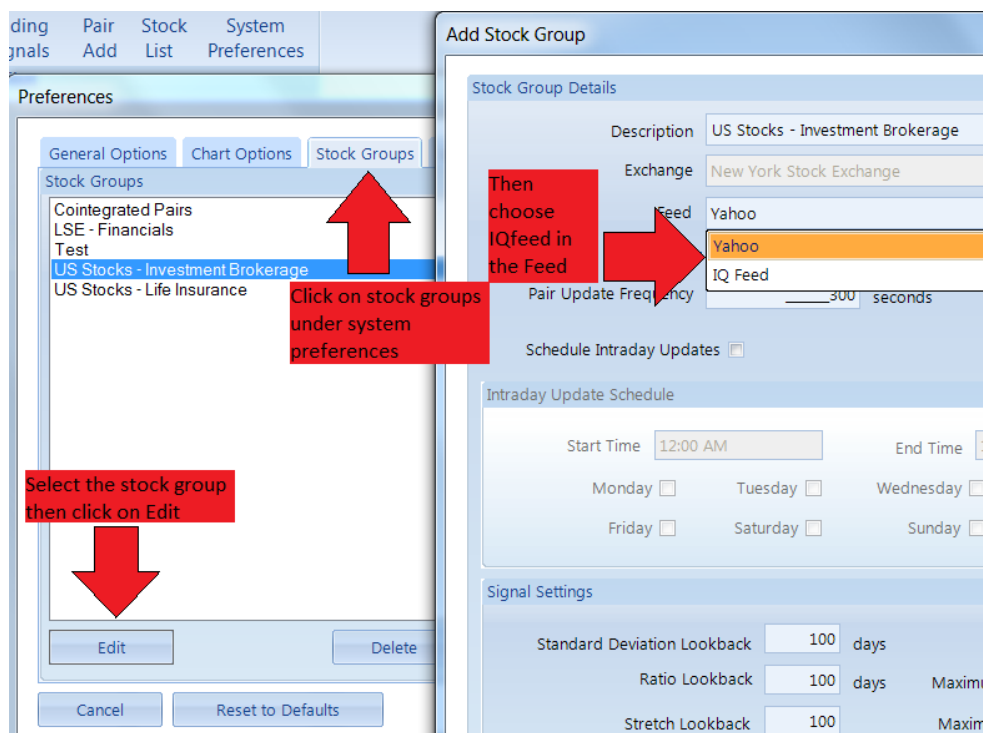 Pair Stock System
Add List Preferences
Preferences
General Options Chart Options Stock Groups
Stock Groups
Cointegrated Pairs
LSE - Financials
Test
US Stocks - Investment Brokerage
US Stocks - Life Insurance
Click on stock groups
under system
preferences
Select the stock group
then click on Edit
Edit Delete
Cancel Reset to Defaults
Add Stock Group
Stock Group Details
Description US Stocks - Investment Brokerage
Exchange New York Stock Exchange
Then
choose
IQfeed in
the Feed
Feed Yahoo
Yahoo
IQ Feed
Pair Update Frequency 300 seconds
Schedule Intraday Updates
Intraday Update Schedule
Start Time 12:00 AM End Time
Monday Tuesday Wednesday
Friday Saturday Sunday
Signal Settings
Standard Deviation Lookback 100 days
Ratio Lookback 100 days
Stretch Lookback 100